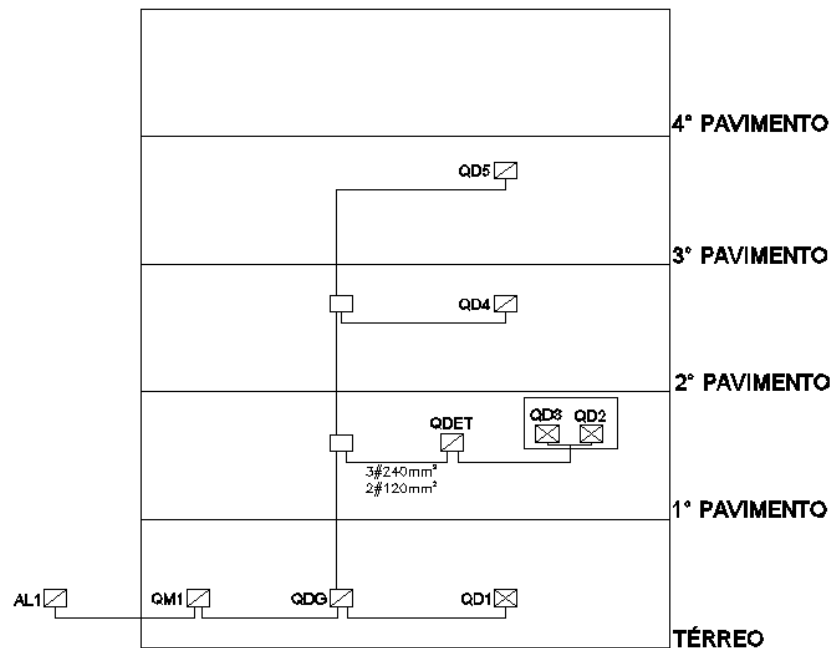 4° PAVIMENTO
QD5
3° PAVIMENTO
QD4
2° PAVIMENTO
QDET
QD3 QD2
3#240mm²
2#120mm²
1° PAVIMENTO
AL1 QM1 QDG QD1
TÉRREO